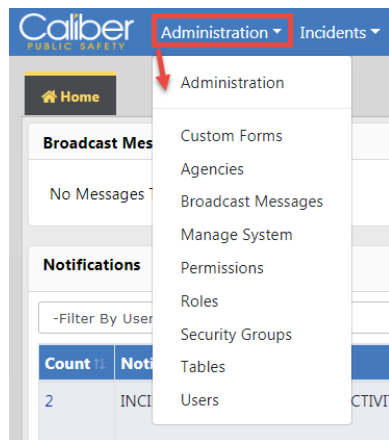 Caliber
PUBLIC SAFETY
Administration
Incidents
Home
Administration
Custom Forms
Agencies
Broadcast Messages
Manage System
Permissions
Roles
Security Groups
Tables
Users
Broadcast Mes
No Messages
Notifications
-Filter By User
Count Noti
2 INCI CTIVI